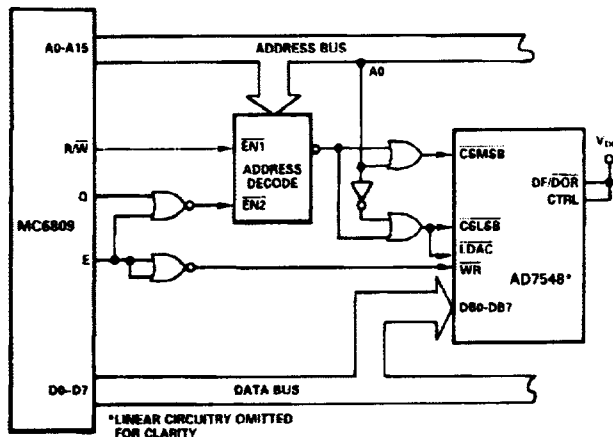 A0-A15
ADDRESS BUS
A0
R/W
EN1
ADDRESS
DECODE
EN2
CSMSB
DF/DOR
CTRL
Q
MC6809
CSLSB
LDAC
E
WR
AD7548*
DB0-DB7
D0-D7
DATA BUS
*LINEAR CIRCUITRY OMITTED
FOR CLARITY